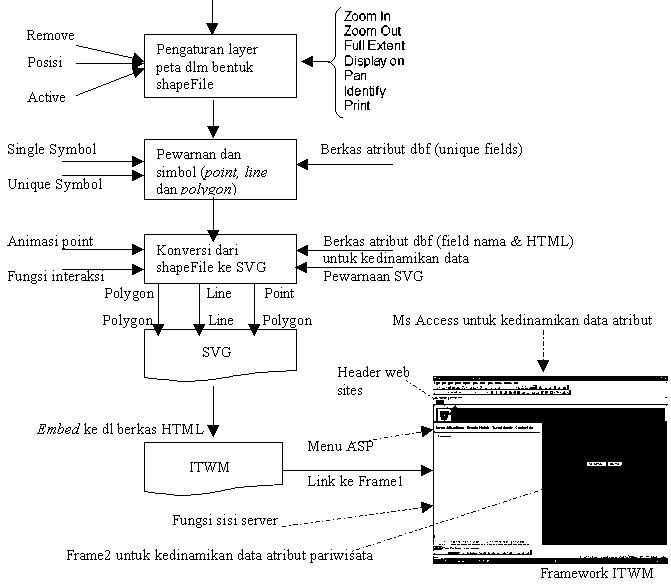 Remove
Posisi
Active
Pengaturan layer
peta dlm bentuk
shapeFile
Zoom In
Zoom Out
Full Extent
Display on
Pan
Identify
Print
Single Symbol
Unique Symbol
Pewarnan dan
simbol (point, line
dan polygon)
Berkas atribut dbf (unique fields)
Animasi point
Fungsi interaksi
Konversi dari
shapeFile ke SVG
Berkas atribut dbf (field nama & HTML)
untuk kedinamikan data
Pewarnaan SVG
Polygon Line Point
Polygon Line Polygon
SVG
Ms Access untuk kedinamikan data atribut
Header web
sites
Embed ke dl berkas HTML
Menu ASP
ITWM
Link ke Frame1
Fungsi sisi server
Frame2 untuk kedinamikan data atribut pariwisata
Framework ITWM